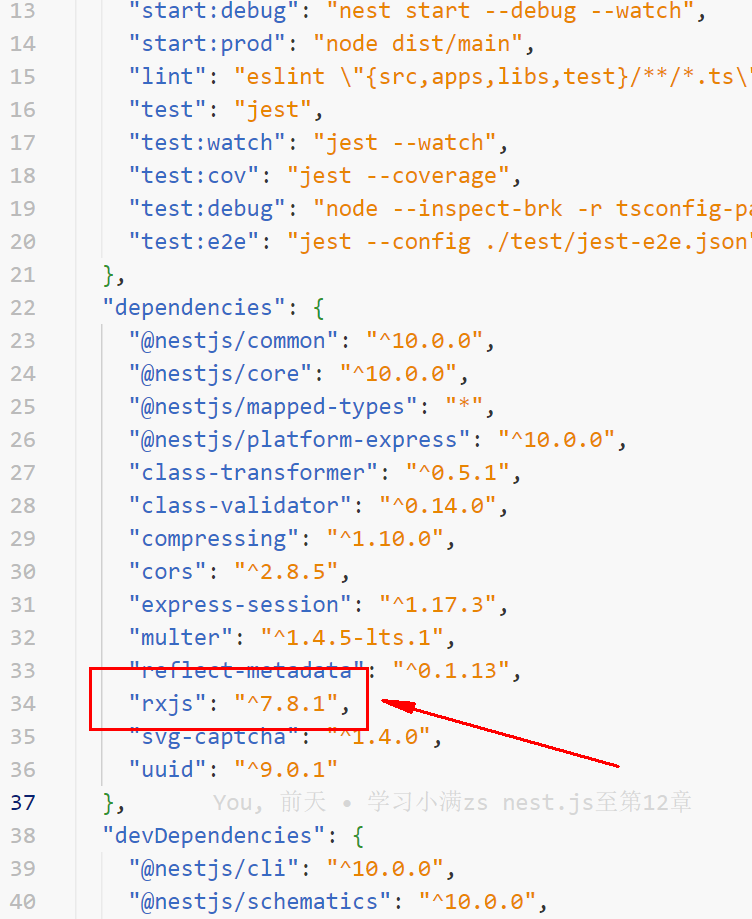 13 "start:debug": "nest start --debug --watch",
14 "start:prod": "node dist/main",
15 "lint": "eslint \"{src,apps,libs,test}/**/*.ts\"
16 "test": "jest",
17 "test:watch": "jest --watch",
18 "test:cov": "jest --coverage",
19 "test:debug": "node --inspect-brk -r tsconfig-pa
20 "test:e2e": "jest --config ./test/jest-e2e.json"
21 },
22 "dependencies": {
23 "@nestjs/common": "^10.0.0",
24 "@nestjs/core": "^10.0.0",
25 "@nestjs/mapped-types": "*",
26 "@nestjs/platform-express": "^10.0.0",
27 "class-transformer": "^0.5.1",
28 "class-validator": "^0.14.0",
29 "compressing": "^1.10.0",
30 "cors": "^2.8.5",
31 "express-session": "^1.17.3",
32 "multer": "^1.4.5-lts.1",
33 "reflect-metadata": "^0.1.13",
34 "rxjs": "^7.8.1",
35 "svg-captcha": "^1.4.0",
36 "uuid": "^9.0.1"
37 }, You, 前天 • 学习小满zs nest.js至第12章
38 "devDependencies": {
39 "@nestjs/cli": "^10.0.0",
40 "@nestjs/schematics": "^10.0.0",